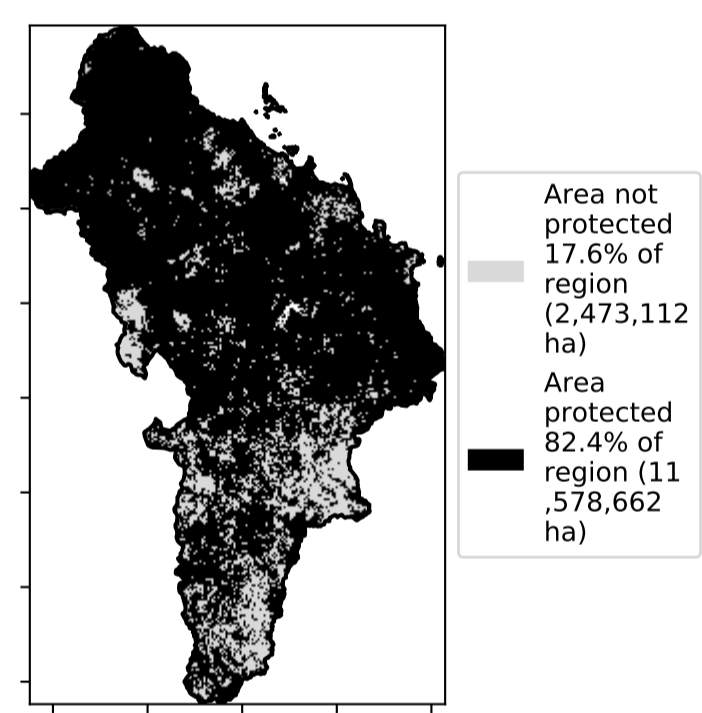 Area not
protected
17.6% of
region
(2,473,112
ha)
Area
protected
82.4% of
region (11
,578,662
ha)